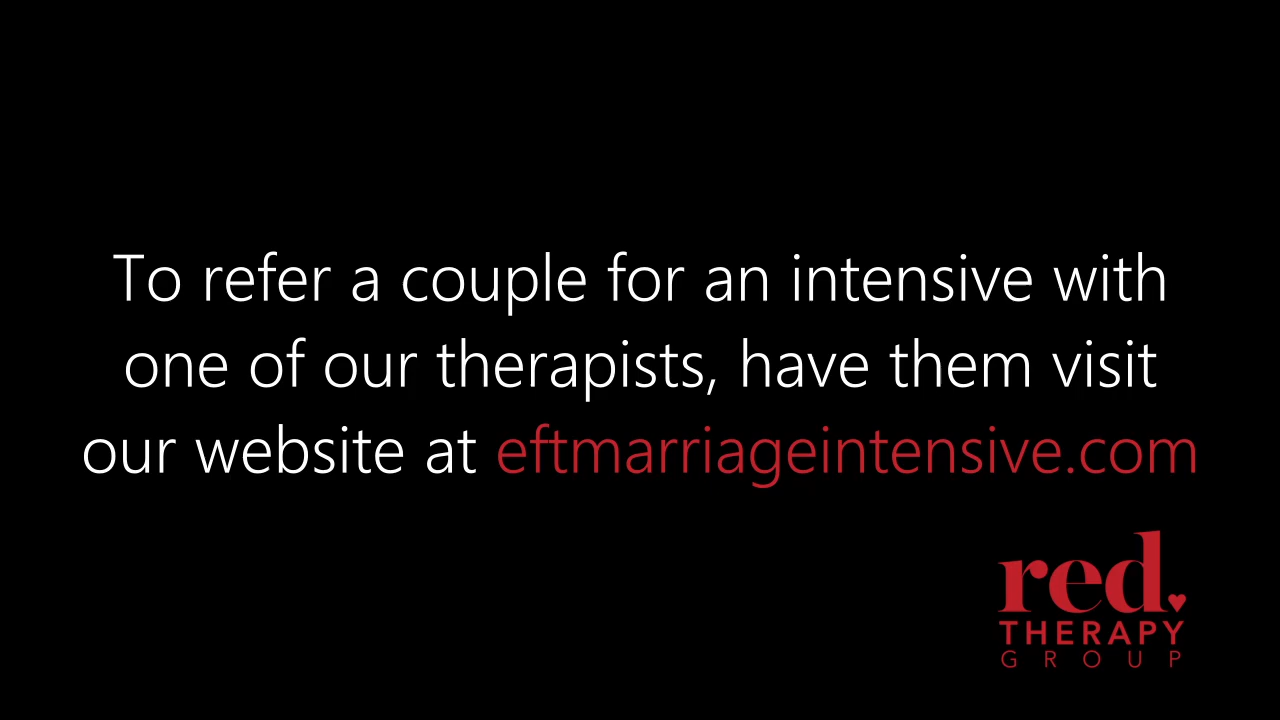 To refer a couple for an intensive with
one of our therapists, have them visit
our website at eftmarriageintensive.com
red.
THERAPY
GROUP